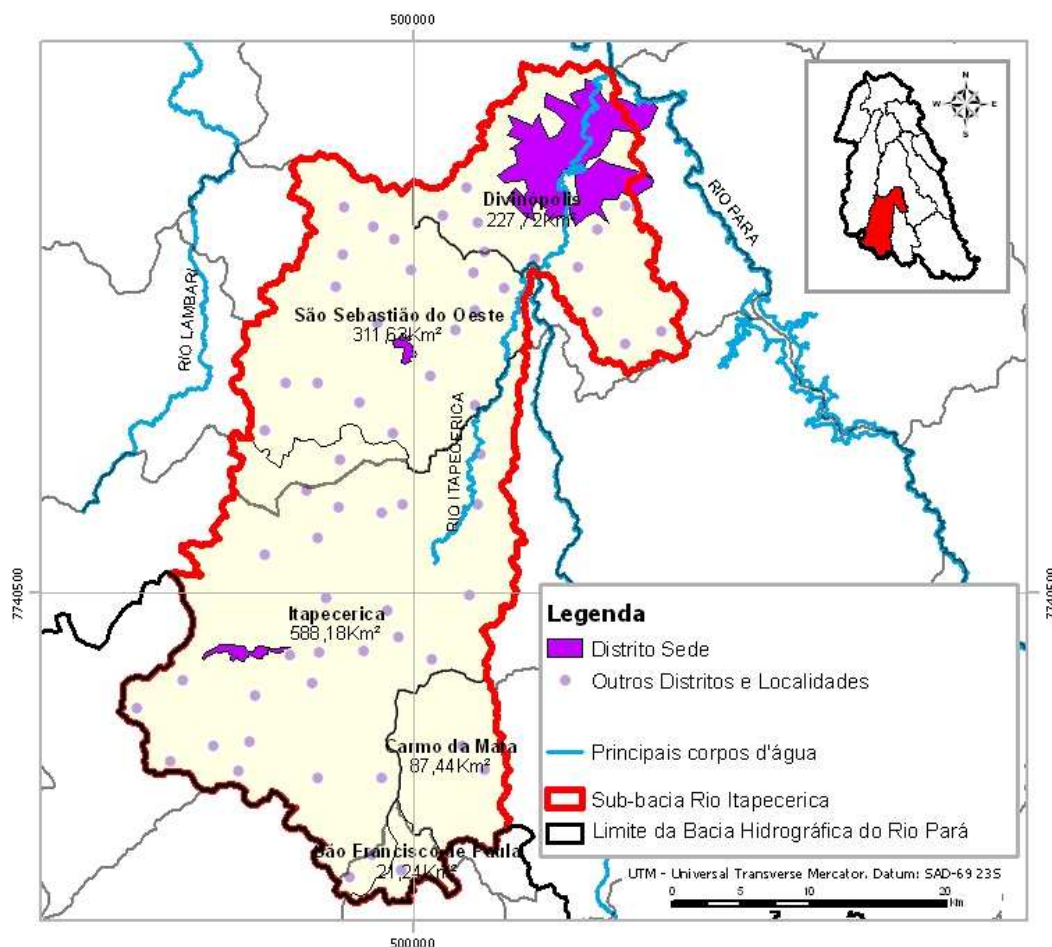 500000
N
W E
S
Divinópolis
227,72Km²
RIO PARÁ
RIO LAMBARI
São Sebastião do Oeste
311,63Km²
RIO ITAPECERICA
7740500
7740500
Itapecerica
588,18Km²
Carmo da Mata
87,44Km²
São Francisco de Paula
21,24Km²
Legenda
Distrito Sede
Outros Distritos e Localidades
Principais corpos d'água
Sub-bacia Rio Itapecerica
Limite da Bacia Hidrográfica do Rio Pará
UTM - Universal Transverse Mercator. Datum: SAD-69 23S
0 5 10 20
Km
500000